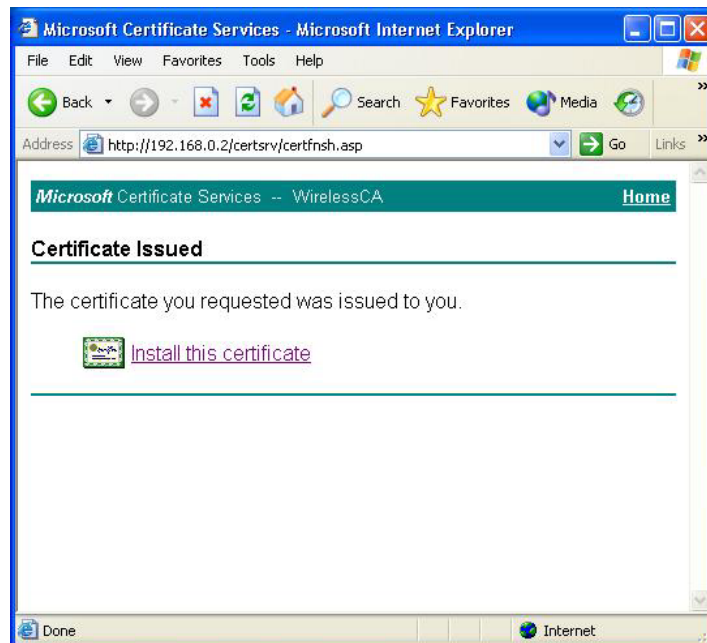 Microsoft Certificate Services - Microsoft Internet Explorer
File Edit View Favorites Tools Help
Back Search Favorites Media »
Address http://192.168.0.2/certsrv/certfnsh.asp Go Links »
Microsoft Certificate Services -- WirelessCA Home
Certificate Issued
The certificate you requested was issued to you.
Install this certificate
Done Internet